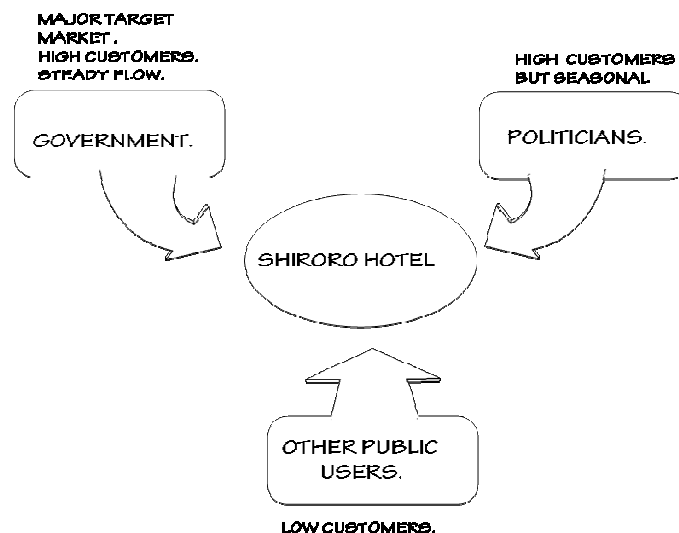 MAJOR TARGET
MARKET.
HIGH CUSTOMERS.
STEADY FLOW.
GOVERNMENT.
HIGH CUSTOMERS
BUT SEASONAL
POLITICIANS.
SHIRORO HOTEL
OTHER PUBLIC
USERS.
LOW CUSTOMERS.